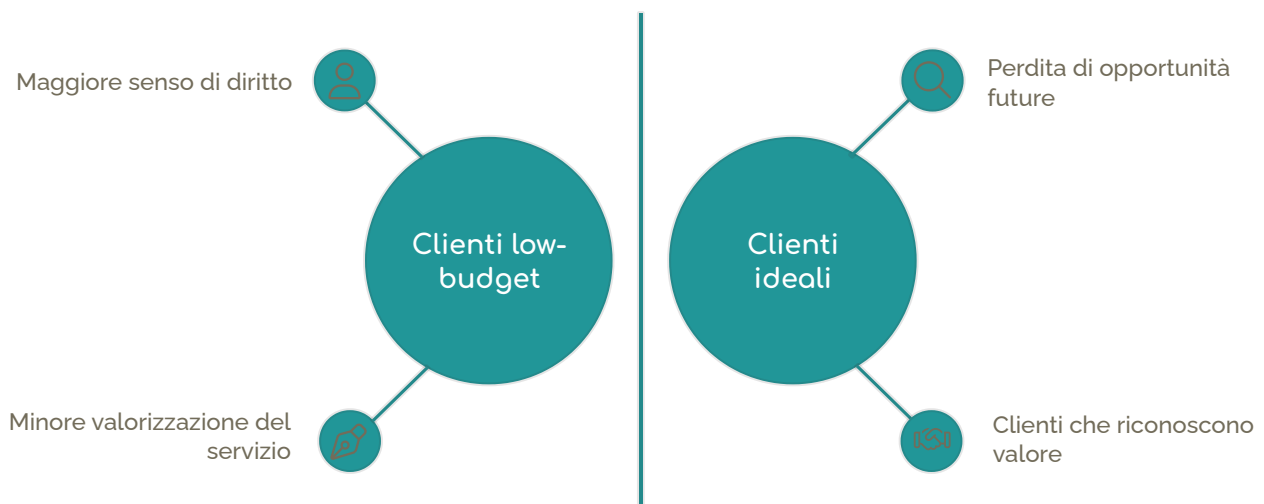 Maggiore senso di diritto
Clienti low-
budget
Minore valorizzazione del
servizio
Perdita di opportunità
future
Clienti
ideali
Clienti che riconoscono
valore